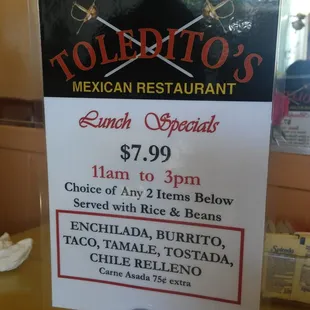 TOLEDITO'S
MEXICAN RESTAURANT
Lunch Specials
$7.99
11am to 3pm
Choice of Any 2 Items Below
Served with Rice & Beans
ENCHILADA, BURRITO,
TACO, TAMALE, TOSTADA,
CHILE RELLENO
Carne Asada 75¢ extra